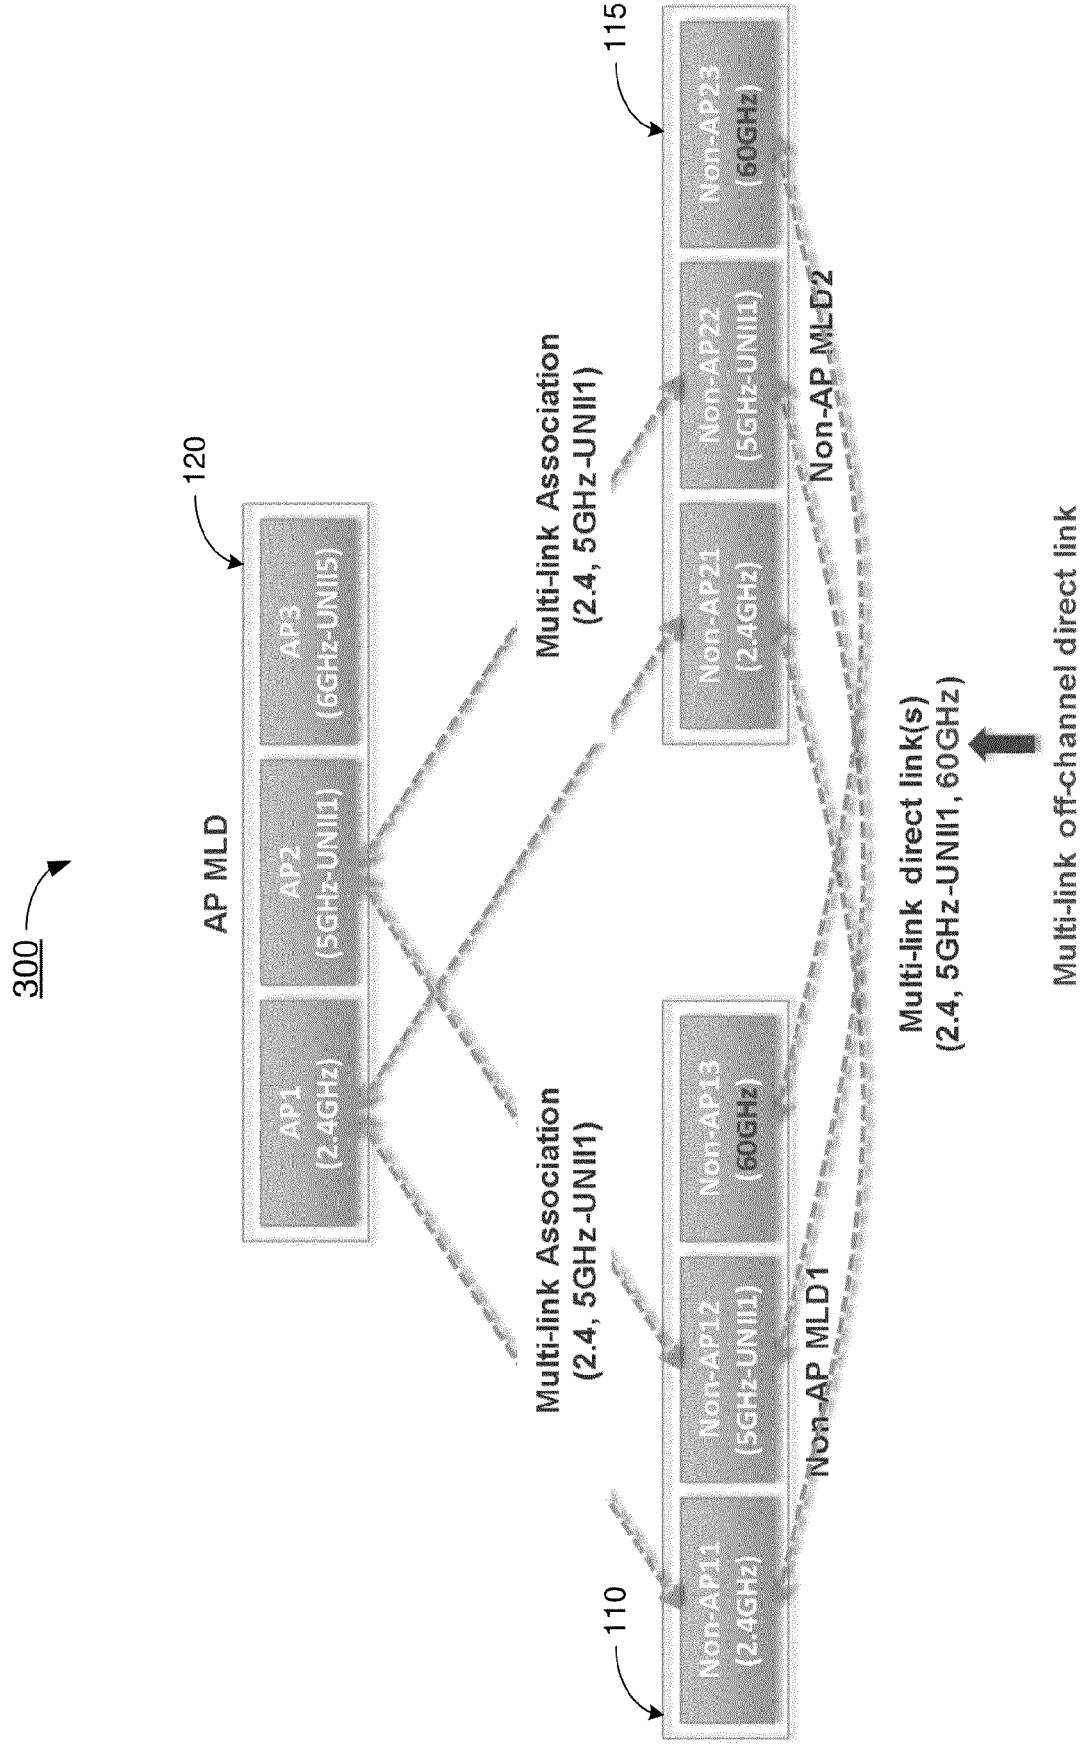 300
AP MLD
120
AP1
(2.4GHz)
AP2
(5GHz-UNII1)
AP3
(6GHz-UNII5)
Multi-link Association
(2.4, 5GHz-UNII1)
Multi-link Association
(2.4, 5GHz-UNII1)
110
115
Non-AP11
(2.4GHz)
Non-AP12
(5GHz-UNII1)
Non-AP13
(60GHz)
Non-AP21
(2.4GHz)
Non-AP22
(5GHz-UNII1)
Non-AP23
(60GHz)
Non-AP MLD1
Non-AP MLD2
Multi-link direct link(s)
(2.4, 5GHz-UNII1, 60GHz)
Multi-link off-channel direct link